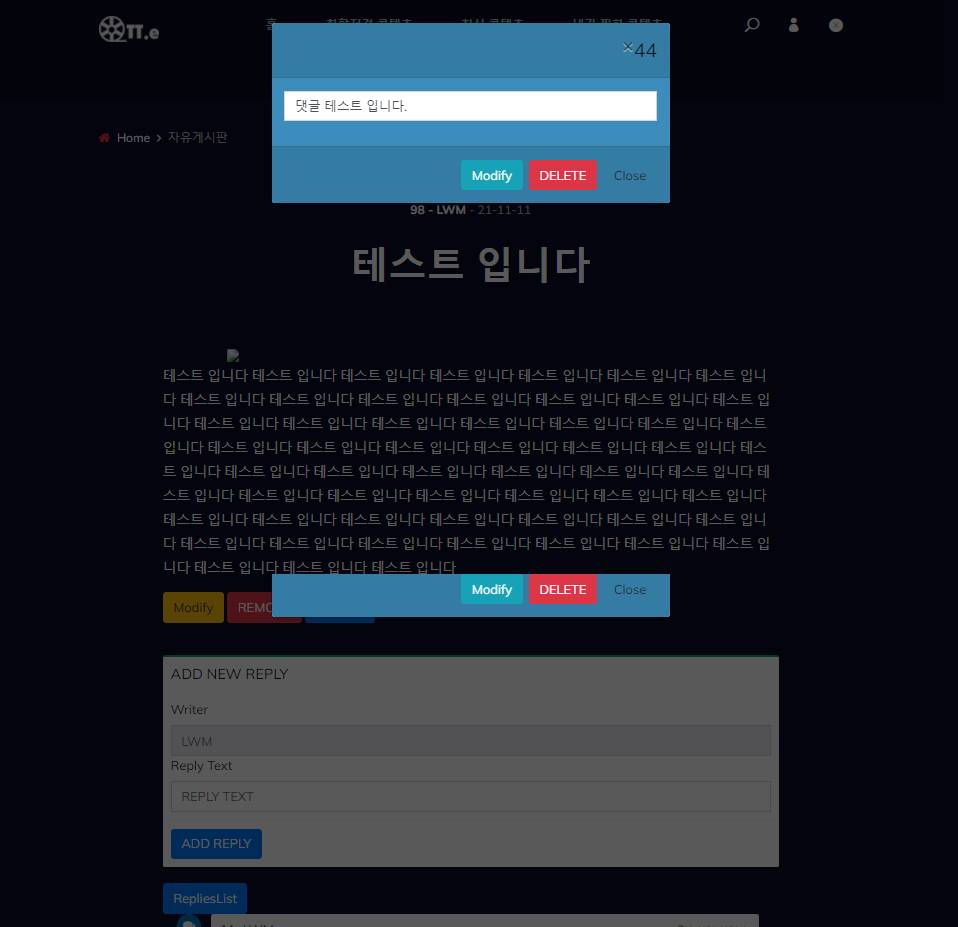 TT.e
×44
댓글 테스트 입니다.
Modify DELETE Close
Home > 자유게시판
98 - LWM - 21-11-11
테스트 입니다
테스트 입니다 테스트 입니다 테스트 입니다 테스트 입니다 테스트 입니다 테스트 입니다 테스트 입니
다 테스트 입니다 테스트 입니다 테스트 입니다 테스트 입니다 테스트 입니다 테스트 입니다 테스트 입
니다 테스트 입니다 테스트 입니다 테스트 입니다 테스트 입니다 테스트 입니다 테스트 입니다 테스트
입니다 테스트 입니다 테스트 입니다 테스트 입니다 테스트 입니다 테스트 입니다 테스트 입니다 테스
트 입니다 테스트 입니다 테스트 입니다 테스트 입니다 테스트 입니다 테스트 입니다 테스트 입니다 테
스트 입니다 테스트 입니다 테스트 입니다 테스트 입니다 테스트 입니다 테스트 입니다 테스트 입니다
테스트 입니다 테스트 입니다 테스트 입니다 테스트 입니다 테스트 입니다 테스트 입니다 테스트 입니
다 테스트 입니다 테스트 입니다 테스트 입니다 테스트 입니다 테스트 입니다 테스트 입니다 테스트 입
니다 테스트 입니다 테스트 입니다 테스트 입니다
Modify DELETE Close
Modify REMO
ADD NEW REPLY
Writer
LWM
Reply Text
REPLY TEXT
ADD REPLY
RepliesList